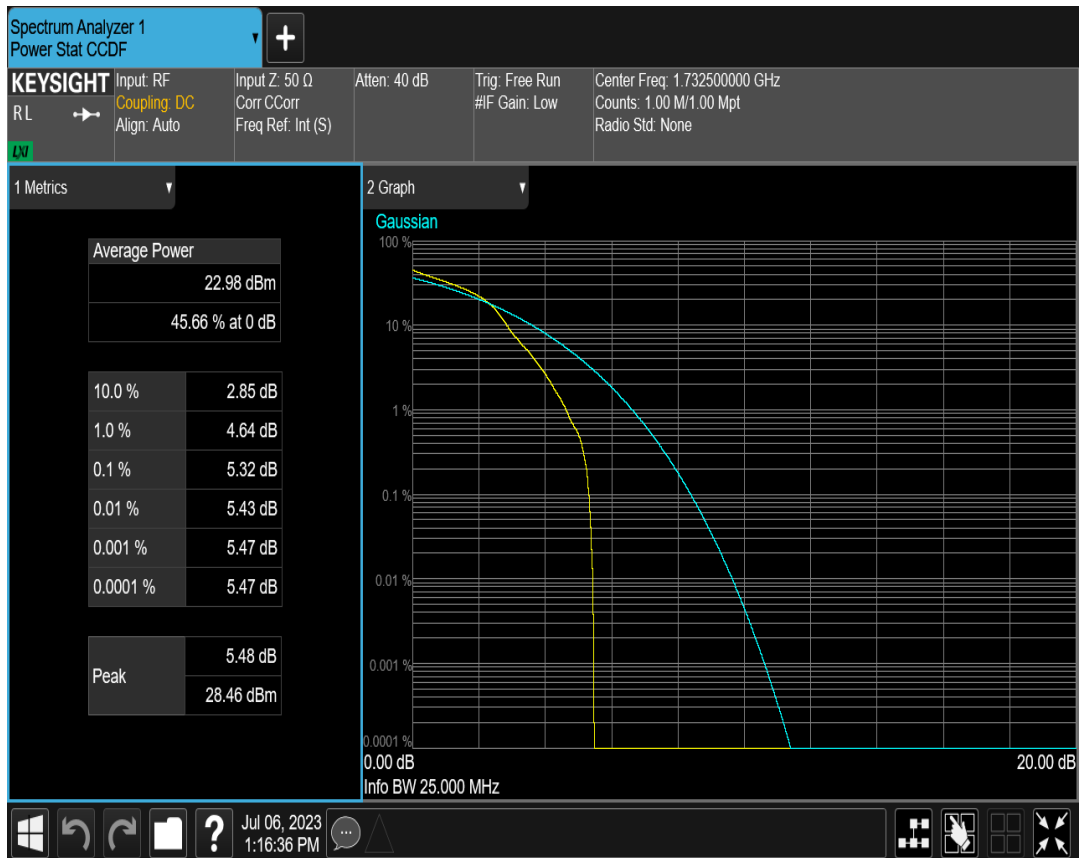 Spectrum Analyzer 1
Power Stat CCDF
+
KEYSIGHT
RL
LXI
Input: RF
Coupling: DC
Align: Auto
Input Z: 50 Ω
Corr CCorr
Freq Ref: Int (S)
Atten: 40 dB
Trig: Free Run
#IF Gain: Low
Center Freq: 1.732500000 GHz
Counts: 1.00 M/1.00 Mpt
Radio Std: None
1 Metrics
Average Power
22.98 dBm
45.66 % at 0 dB
10.0 % 2.85 dB
1.0 % 4.64 dB
0.1 % 5.32 dB
0.01 % 5.43 dB
0.001 % 5.47 dB
0.0001 % 5.47 dB
Peak
5.48 dB
28.46 dBm
2 Graph
Gaussian
100 %
10 %
1 %
0.1 %
0.01 %
0.001 %
0.0001 %
0.00 dB 20.00 dB
Info BW 25.000 MHz
?
Jul 06, 2023
1:16:36 PM